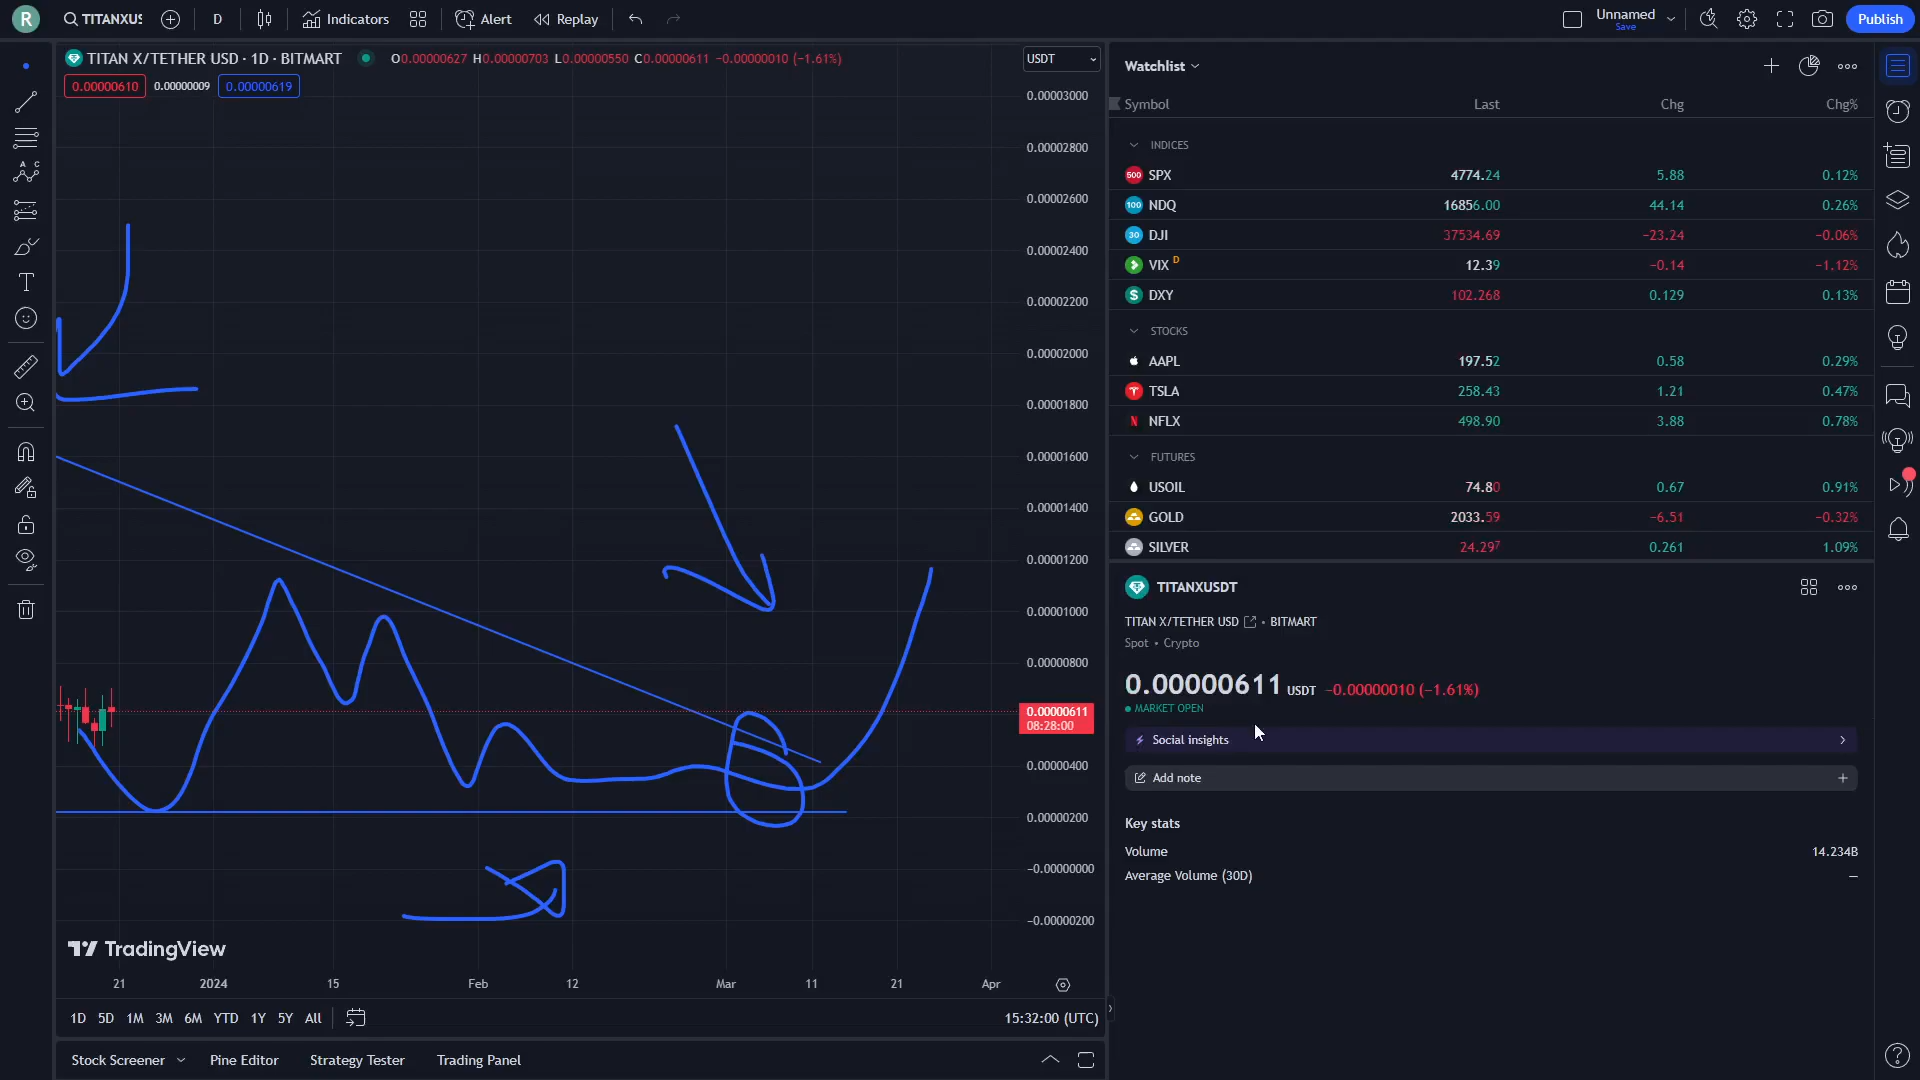 R
TITANXUS
D
Indicators
Alert
Replay
Unnamed
Save
Publish
TITAN X/TETHER USD · 1D · BITMART
O0.00000627 H0.00000703 L0.00000550 C0.00000611 −0.00000010 (−1.61%)
0.00000610
0.00000009
0.00000619
USDT
0.00003000
0.00002800
0.00002600
0.00002400
0.00002200
0.00002000
0.00001800
0.00001600
0.00001400
0.00001200
0.00001000
0.00000800
0.00000611
08:28:00
0.00000400
0.00000200
−0.00000000
−0.00000200
TradingView
21
2024
15
Feb
12
Mar
11
21
Apr
1D 5D 1M 3M 6M YTD 1Y 5Y All
15:32:00 (UTC)
Stock Screener
Pine Editor
Strategy Tester
Trading Panel
Watchlist
Symbol Last Chg Chg%
INDICES
500 SPX 4774.24 5.88 0.12%
100 NDQ 16856.00 44.14 0.26%
30 DJI 37534.69 −23.24 −0.06%
VIX D 12.39 −0.14 −1.12%
$ DXY 102.268 0.129 0.13%
STOCKS
AAPL 197.52 0.58 0.29%
TSLA 258.43 1.21 0.47%
NFLX 498.90 3.88 0.78%
FUTURES
USOIL 74.80 0.67 0.91%
GOLD 2033.59 −6.51 −0.32%
SILVER 24.297 0.261 1.09%
TITANXUSDT
TITAN X/TETHER USD • BITMART
Spot • Crypto
0.00000611 USDT −0.00000010 (−1.61%)
MARKET OPEN
Social insights
Add note
Key stats
Volume 14.234B
Average Volume (30D) —